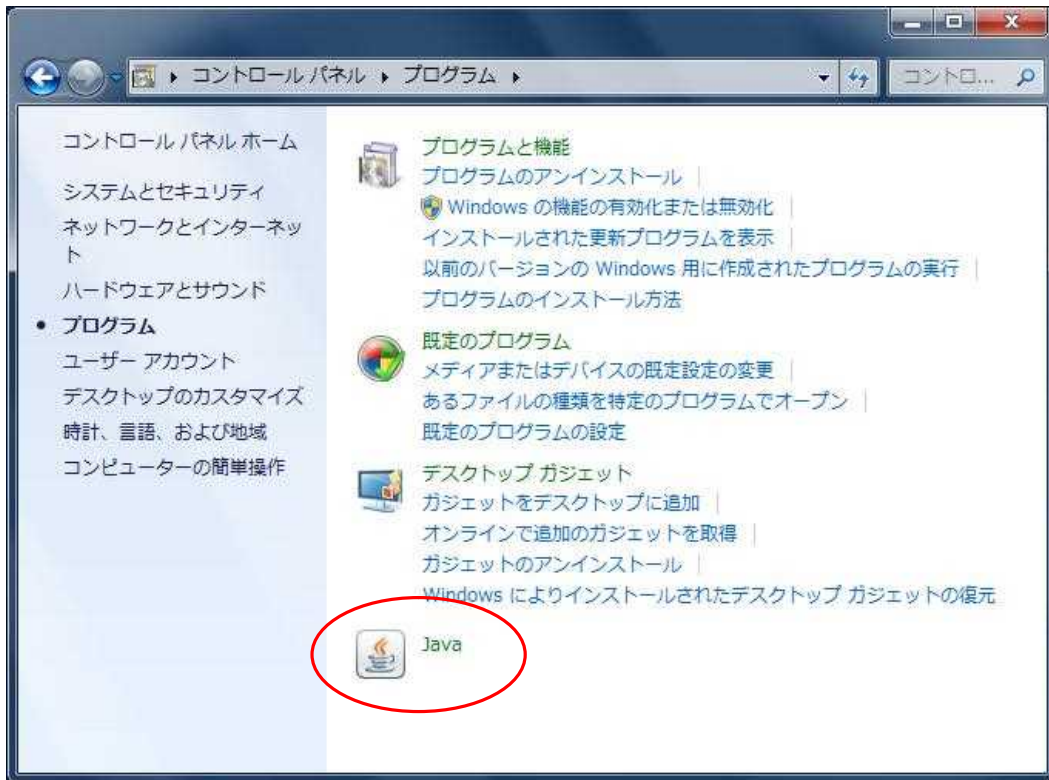 コントロール パネル ▸ プログラム ▸
コントロ...
コントロール パネル ホーム
システムとセキュリティ
ネットワークとインターネッ
ト
ハードウェアとサウンド
プログラム
ユーザー アカウント
デスクトップのカスタマイズ
時計、言語、および地域
コンピューターの簡単操作
プログラムと機能
プログラムのアンインストール
Windows の機能の有効化または無効化
インストールされた更新プログラムを表示
以前のバージョンの Windows 用に作成されたプログラムの実行
プログラムのインストール方法
既定のプログラム
メディアまたはデバイスの既定設定の変更
あるファイルの種類を特定のプログラムでオープン
既定のプログラムの設定
デスクトップ ガジェット
ガジェットをデスクトップに追加
オンラインで追加のガジェットを取得
ガジェットのアンインストール
Windows によりインストールされたデスクトップ ガジェットの復元
Java